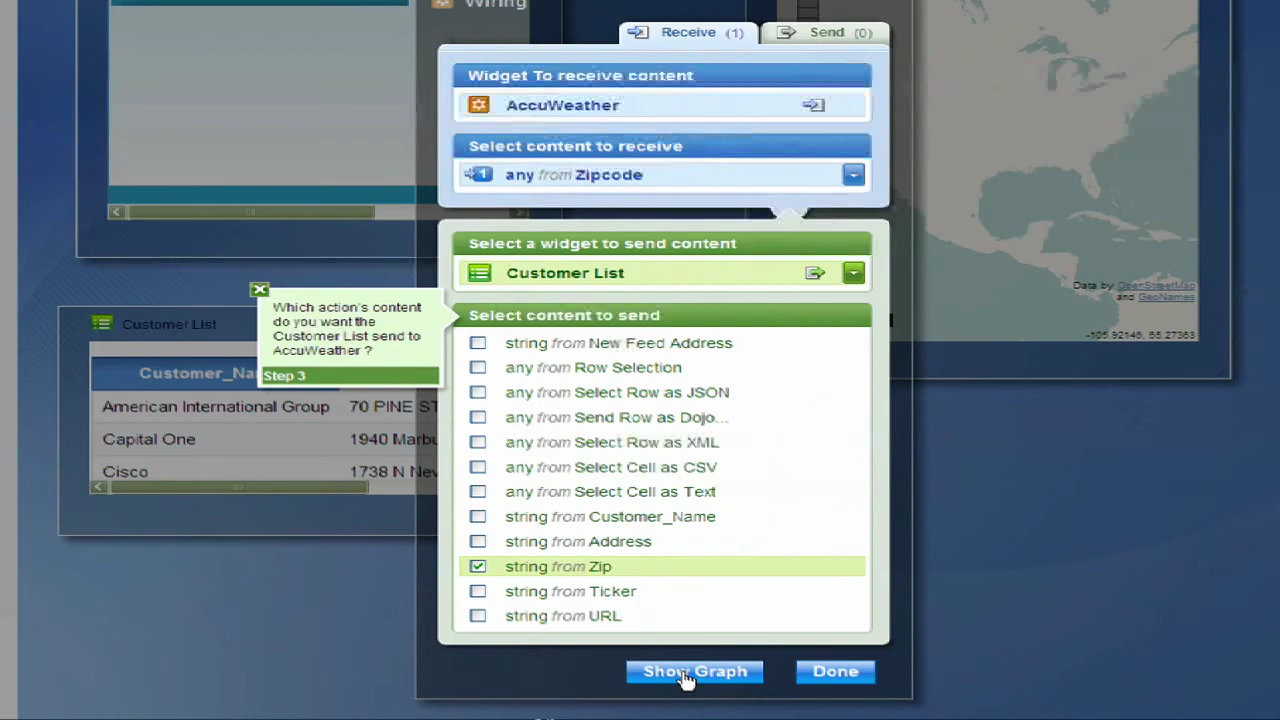 Wiring
Receive (1)
Send (0)
Widget To receive content
AccuWeather
Select content to receive
1
any from Zipcode
Select a widget to send content
Customer List
Select content to send
string from New Feed Address
any from Row Selection
any from Select Row as JSON
any from Send Row as Dojo...
any from Select Row as XML
any from Select Cell as CSV
any from Select Cell as Text
string from Customer_Name
string from Address
string from Zip
string from Ticker
string from URL
Show Graph
Done
Which action's content
do you want the
Customer List send to
AccuWeather ?
Step 3
Customer List
Customer_Na
American International Group 70 PINE ST
Capital One 1940 Marbu
Cisco 1738 N Nev
Data by OpenStreetMap
and GeoNames
-105.92146, 65.27363